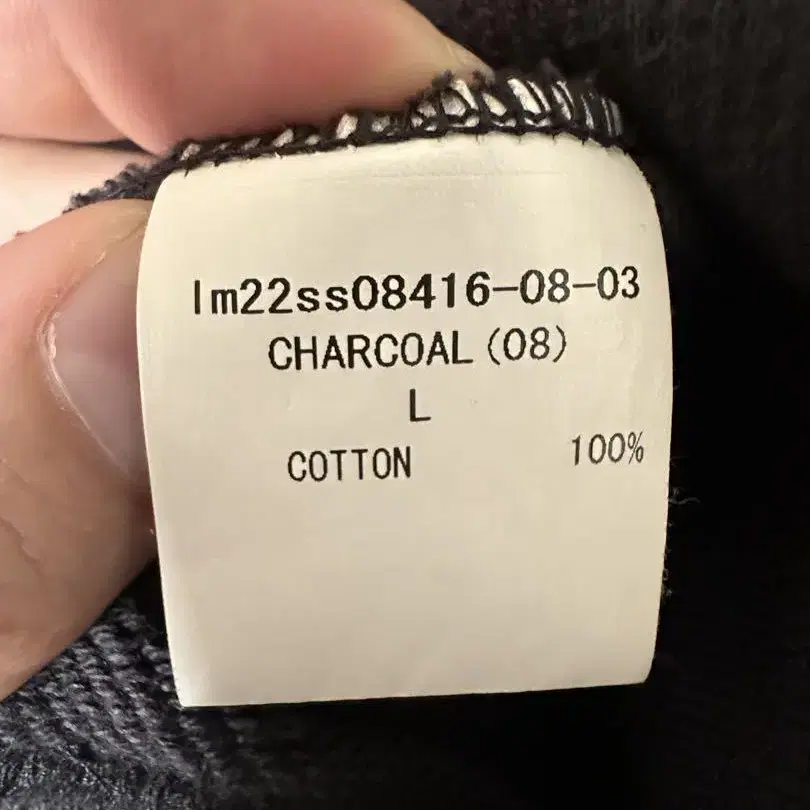 lm22ss08416-08-03
CHARCOAL (08)
L
COTTON 100%